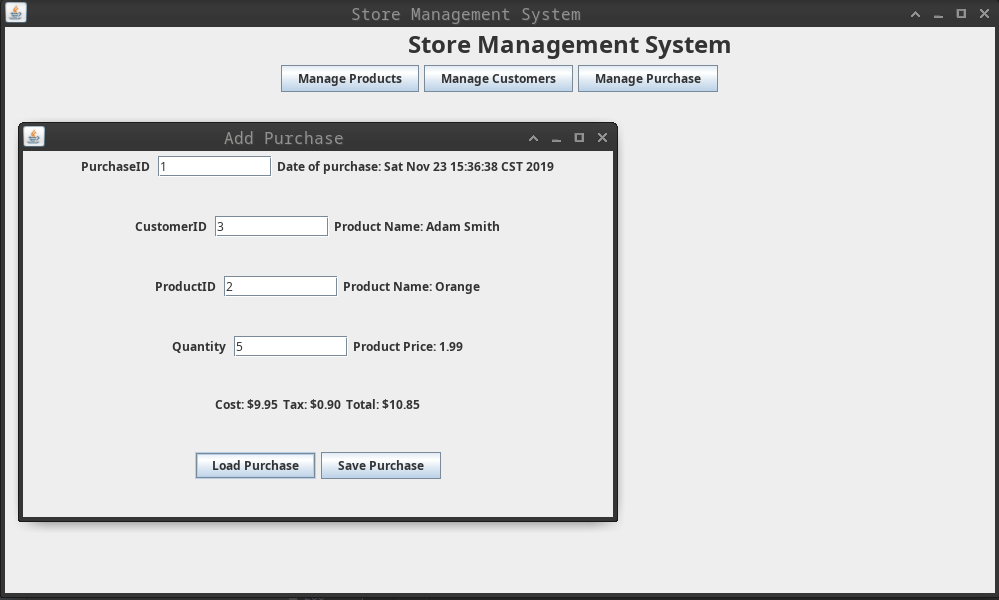 Store Management System
Store Management System
Manage Products Manage Customers Manage Purchase
Add Purchase
PurchaseID 1 Date of purchase: Sat Nov 23 15:36:38 CST 2019
CustomerID 3 Product Name: Adam Smith
ProductID 2 Product Name: Orange
Quantity 5 Product Price: 1.99
Cost: $9.95 Tax: $0.90 Total: $10.85
Load Purchase Save Purchase